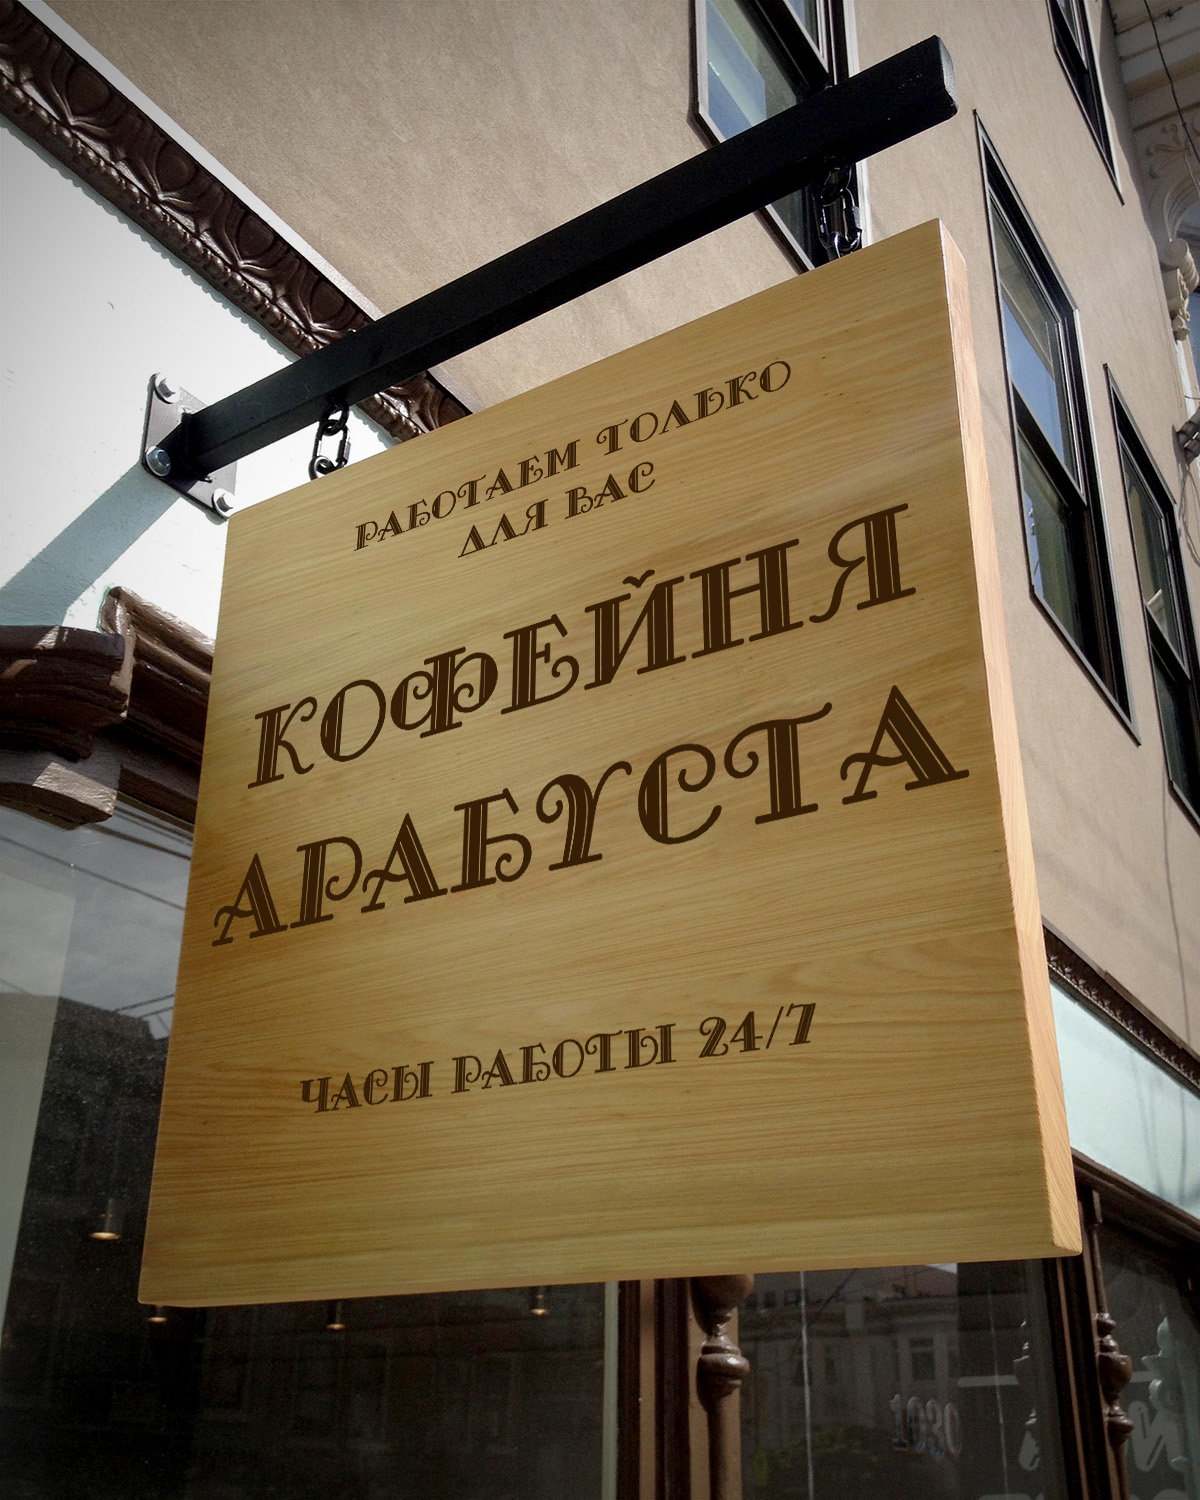 РАБОТАЕМ ТОЛЬКО
ДЛЯ ВАС
КОФЕЙНЯ
АРАБУСТА
ЧАСЫ РАБОТЫ 24/7
1030